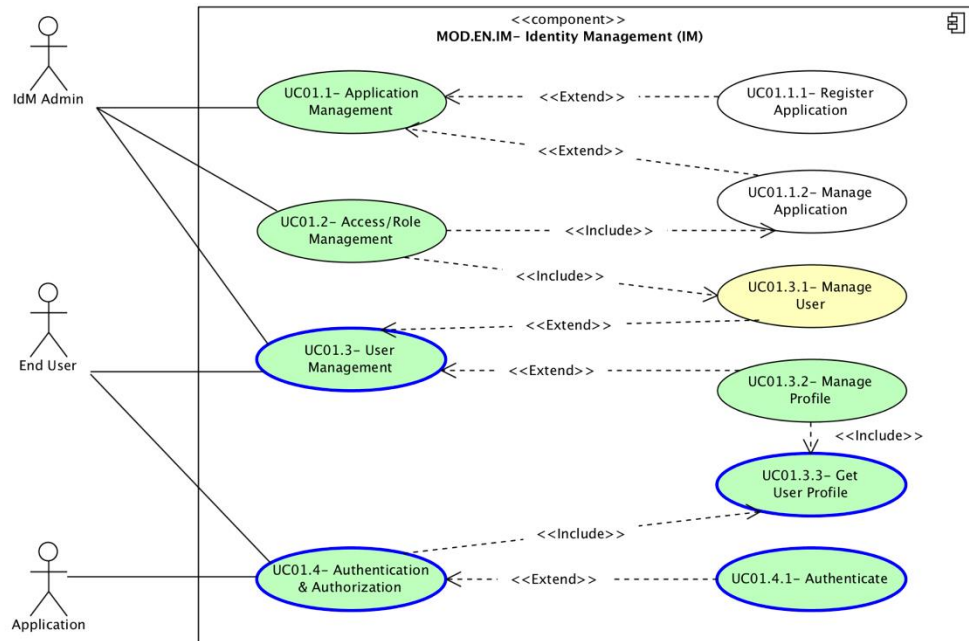 <<component>>
MOD.EN.IM- Identity Management (IM)
IdM Admin
UC01.1- Application
Management
<<Extend>>
UC01.1.1- Register
Application
<<Extend>>
UC01.1.2- Manage
Application
UC01.2- Access/Role
Management
<<Include>>
<<Include>>
UC01.3.1- Manage
User
<<Extend>>
End User
UC01.3- User
Management
<<Extend>>
UC01.3.2- Manage
Profile
<<Include>>
UC01.3.3- Get
User Profile
<<Include>>
Application
UC01.4- Authentication
& Authorization
<<Extend>>
UC01.4.1- Authenticate